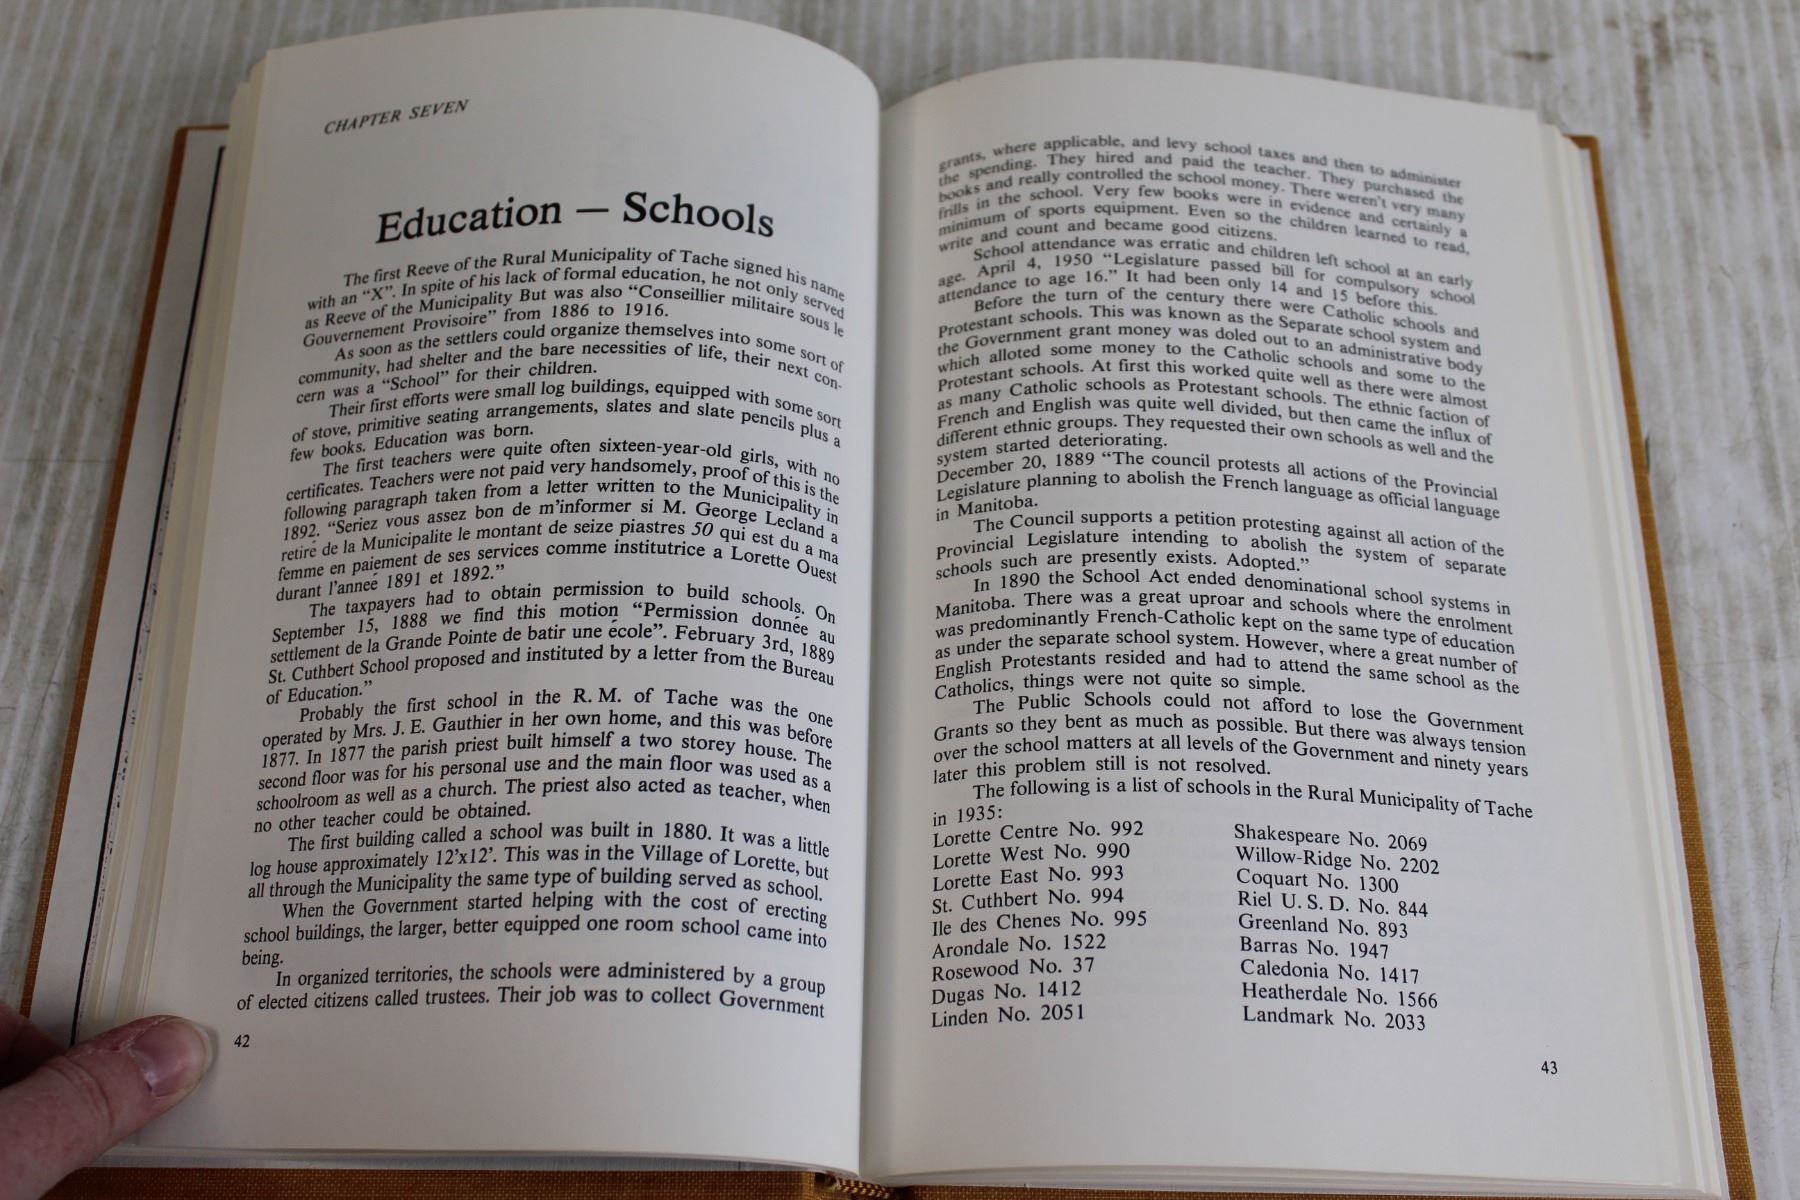 CHAPTER SEVEN
Education — Schools
The first Reeve of the Rural Municipality of Tache signed his name
with an “X”. In spite of his lack of formal education, he not only served
as Reeve of the Municipality But was also “Conseillier militaire sous le
Gouvernement Provisoire” from 1886 to 1916.
As soon as the settlers could organize themselves into some sort of
community, had shelter and the bare necessities of life, their next con-
cern was a “School” for their children.
Their first efforts were small log buildings, equipped with some sort
of stove, primitive seating arrangements, slates and slate pencils plus a
few books. Education was born.
The first teachers were quite often sixteen-year-old girls, with no
certificates. Teachers were not paid very handsomely, proof of this is the
following paragraph taken from a letter written to the Municipality in
1892. “Seriez vous assez bon de m’informer si M. George Lecland a
retiré de la Municipalite le montant de seize piastres 50 qui est du a ma
femme en paiement de ses services comme institutrice a Lorette Ouest
durant l’année 1891 et 1892.”
The taxpayers had to obtain permission to build schools. On
September 15, 1888 we find this motion “Permission donnée au
settlement de la Grande Pointe de batir une école”. February 3rd, 1889
St. Cuthbert School proposed and instituted by a letter from the Bureau
of Education.”
Probably the first school in the R. M. of Tache was the one
operated by Mrs. J. E. Gauthier in her own home, and this was before
1877. In 1877 the parish priest built himself a two storey house. The
second floor was for his personal use and the main floor was used as a
schoolroom as well as a church. The priest also acted as teacher, when
no other teacher could be obtained.
The first building called a school was built in 1880. It was a little
log house approximately 12’x12’. This was in the Village of Lorette, but
all through the Municipality the same type of building served as school.
When the Government started helping with the cost of erecting
school buildings, the larger, better equipped one room school came into
being.
In organized territories, the schools were administered by a group
of elected citizens called trustees. Their job was to collect Government
42
grants, where applicable, and levy school taxes and then to administer
the spending. They hired and paid the teacher. They purchased the
books and really controlled the school money. There weren’t very many
frills in the school. Very few books were in evidence and certainly a
minimum of sports equipment. Even so the children learned to read,
write and count and became good citizens.
School attendance was erratic and children left school at an early
age. April 4, 1950 “Legislature passed bill for compulsory school
attendance to age 16.” It had been only 14 and 15 before this.
Before the turn of the century there were Catholic schools and
Protestant schools. This was known as the Separate school system and
the Government grant money was doled out to an administrative body
which alloted some money to the Catholic schools and some to the
Protestant schools. At first this worked quite well as there were almost
as many Catholic schools as Protestant schools. The ethnic faction of
French and English was quite well divided, but then came the influx of
different ethnic groups. They requested their own schools as well and the
system started deteriorating.
December 20, 1889 “The council protests all actions of the Provincial
Legislature planning to abolish the French language as official language
in Manitoba.
The Council supports a petition protesting against all action of the
Provincial Legislature intending to abolish the system of separate
schools such are presently exists. Adopted.”
In 1890 the School Act ended denominational school systems in
Manitoba. There was a great uproar and schools where the enrolment
was predominantly French-Catholic kept on the same type of education
as under the separate school system. However, where a great number of
English Protestants resided and had to attend the same school as the
Catholics, things were not quite so simple.
The Public Schools could not afford to lose the Government
Grants so they bent as much as possible. But there was always tension
over the school matters at all levels of the Government and ninety years
later this problem still is not resolved.
The following is a list of schools in the Rural Municipality of Tache
in 1935:
Lorette Centre No. 992
Lorette West No. 990
Lorette East No. 993
St. Cuthbert No. 994
Ile des Chenes No. 995
Arondale No. 1522
Rosewood No. 37
Dugas No. 1412
Linden No. 2051
Shakespeare No. 2069
Willow-Ridge No. 2202
Coquart No. 1300
Riel U. S. D. No. 844
Greenland No. 893
Barras No. 1947
Caledonia No. 1417
Heatherdale No. 1566
Landmark No. 2033
43